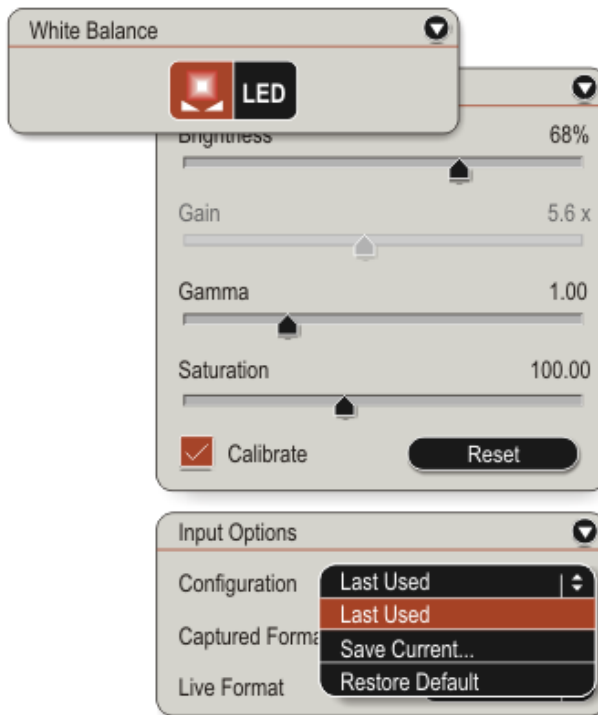 White Balance
LED
Brightness 68%
Gain 5.6 x
Gamma 1.00
Saturation 100.00
Calibrate Reset
Input Options
Configuration Last Used
Last Used
Captured Forma
Save Current...
Live Format Restore Default